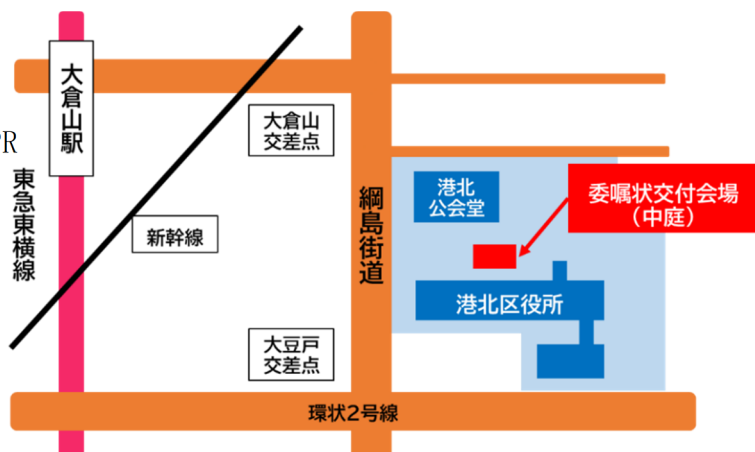 大倉山駅
R
東急東横線
大倉山
交差点
新幹線
綱島街道
港北
公会堂
委嘱状交付会場
（中庭）
港北区役所
大豆戸
交差点
環状2号線